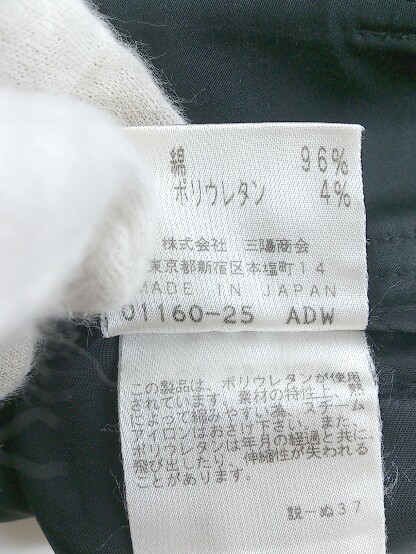 綿 96%
ポリウレタン 4%
株式会社 三陽商会
東京都新宿区本塩町14
MADE IN JAPAN
01160-25 ADW
この製品は、ポリウレタンが使用
されています。素材の特性上、熱
によって縮みやすい為、スチーム
アイロンはおさけ下さい。また、
ポリウレタンは年月の経過と共に、
飛び出したり、伸縮性が失われる
ことがあります。
説ーぬ37